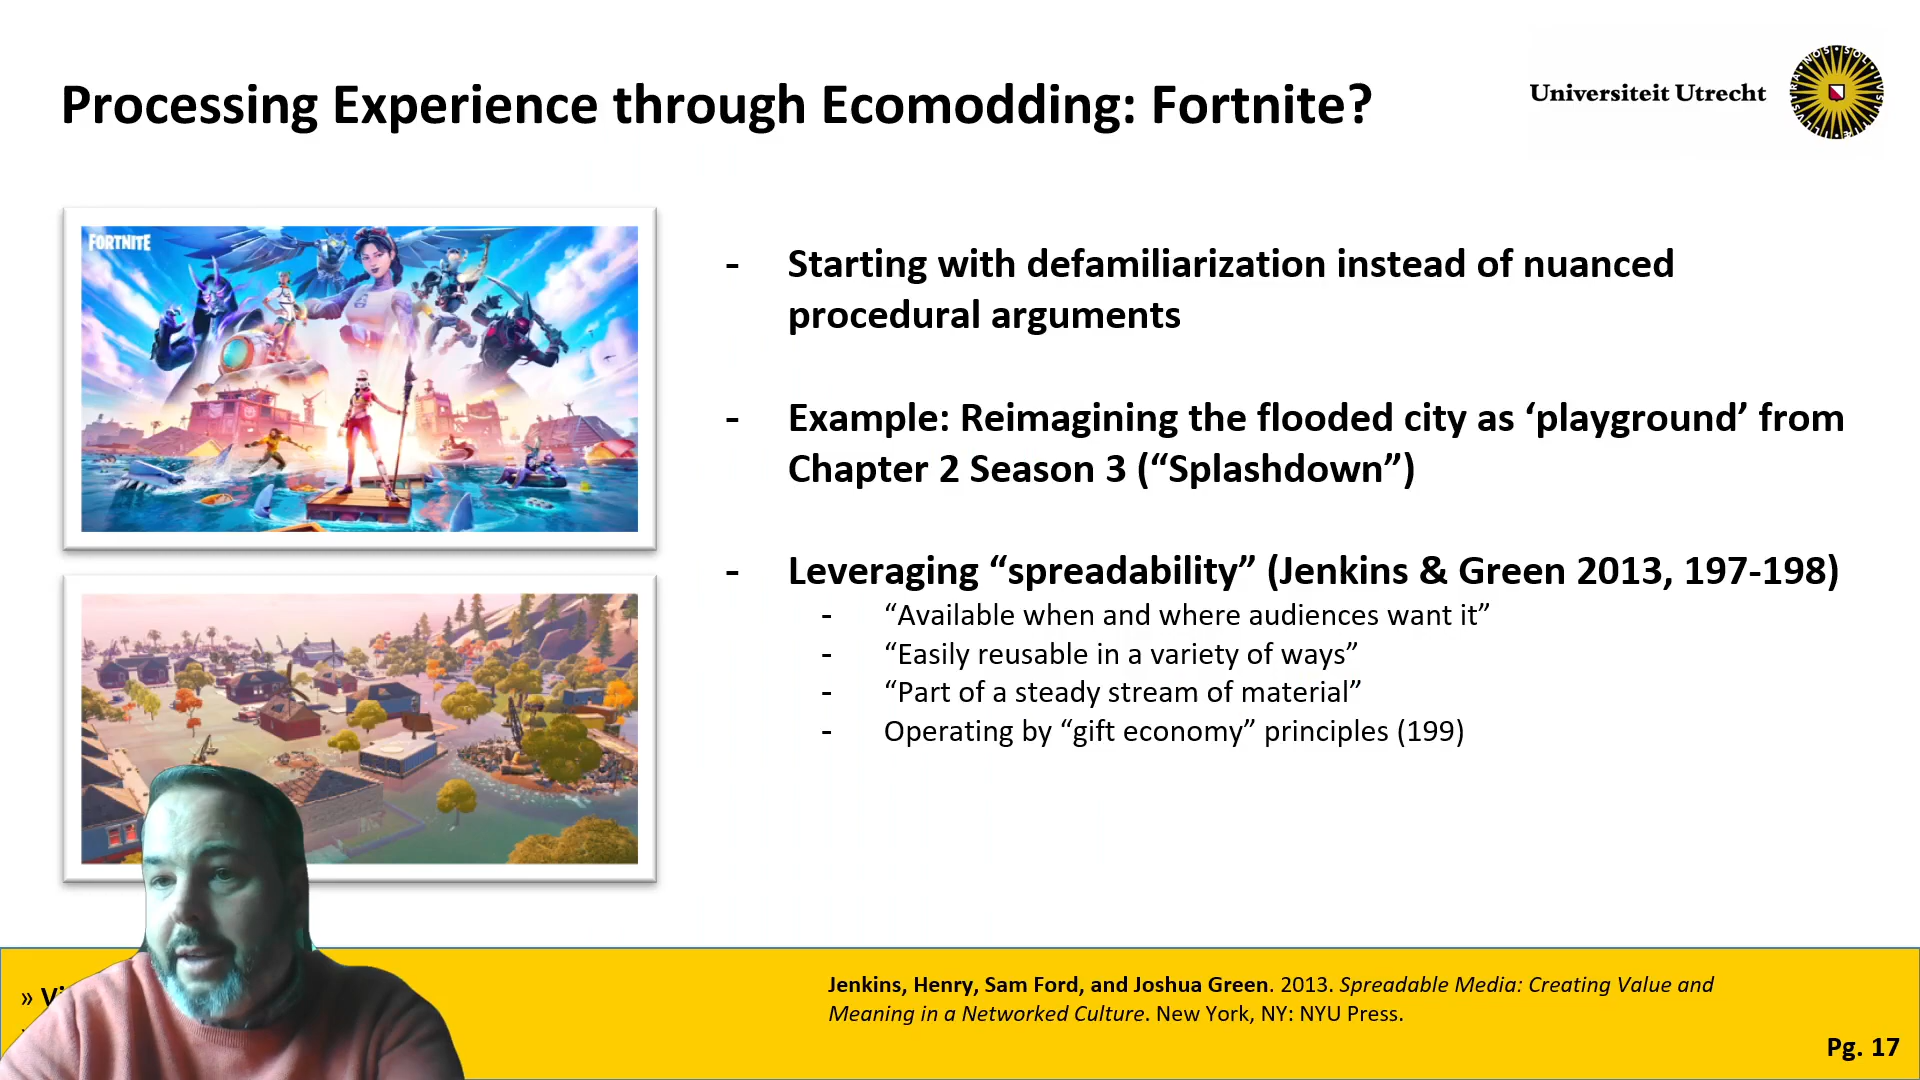 Processing Experience through Ecomodding: Fortnite?
Universiteit Utrecht
FORTNITE
- Starting with defamiliarization instead of nuanced
procedural arguments
- Example: Reimagining the flooded city as ‘playground’ from
Chapter 2 Season 3 (“Splashdown”)
- Leveraging “spreadability” (Jenkins & Green 2013, 197-198)
- “Available when and where audiences want it”
- “Easily reusable in a variety of ways”
- “Part of a steady stream of material”
- Operating by “gift economy” principles (199)
Jenkins, Henry, Sam Ford, and Joshua Green. 2013. Spreadable Media: Creating Value and
Meaning in a Networked Culture. New York, NY: NYU Press.
Pg. 17